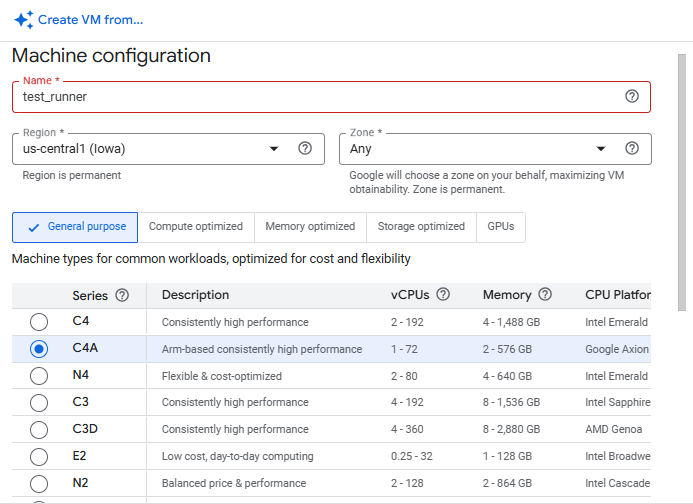 Create VM from...
Machine configuration
Name *
test_runner
Region *
us-central1 (Iowa)
Zone *
Any
Region is permanent
Google will choose a zone on your behalf, maximizing VM
obtainability. Zone is permanent.
General purpose
Compute optimized
Memory optimized
Storage optimized
GPUs
Machine types for common workloads, optimized for cost and flexibility
Series Description vCPUs Memory CPU Platfor
C4 Consistently high performance 2 - 192 4 - 1,488 GB Intel Emerald
C4A Arm-based consistently high performance 1 - 72 2 - 576 GB Google Axion
N4 Flexible & cost-optimized 2 - 80 4 - 640 GB Intel Emerald
C3 Consistently high performance 4 - 192 8 - 1,536 GB Intel Sapphire
C3D Consistently high performance 4 - 360 8 - 2,880 GB AMD Genoa
E2 Low cost, day-to-day computing 0.25 - 32 1 - 128 GB Intel Broadwe
N2 Balanced price & performance 2 - 128 2 - 864 GB Intel Cascade